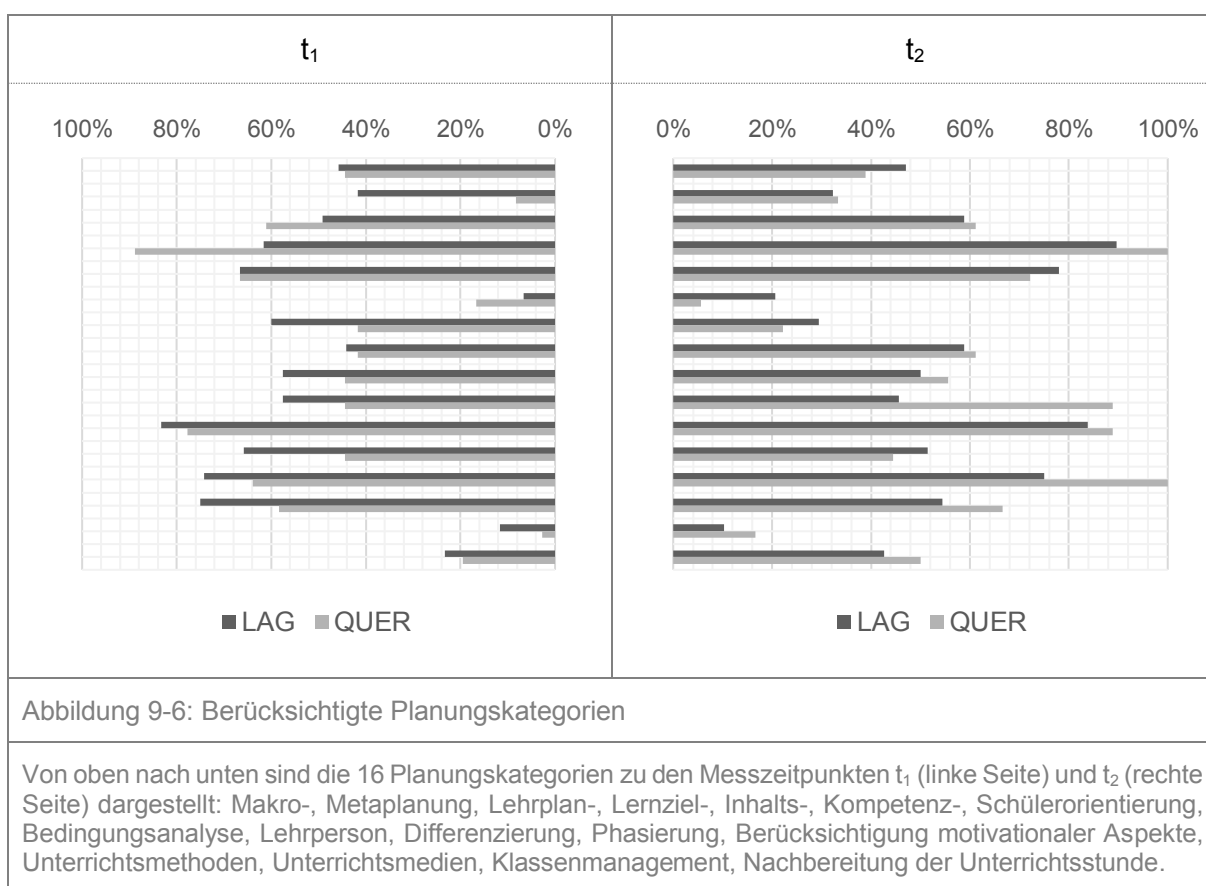 t₁
t₂
100% 80% 60% 40% 20% 0%
0% 20% 40% 60% 80% 100%
LAG QUER
LAG QUER
Abbildung 9-6: Berücksichtigte Planungskategorien
Von oben nach unten sind die 16 Planungskategorien zu den Messzeitpunkten t₁ (linke Seite) und t₂ (rechte
Seite) dargestellt: Makro-, Metaplanung, Lehrplan-, Lernziel-, Inhalts-, Kompetenz-, Schülerorientierung,
Bedingungsanalyse, Lehrperson, Differenzierung, Phasierung, Berücksichtigung motivationaler Aspekte,
Unterrichtsmethoden, Unterrichtsmedien, Klassenmanagement, Nachbereitung der Unterrichtsstunde.